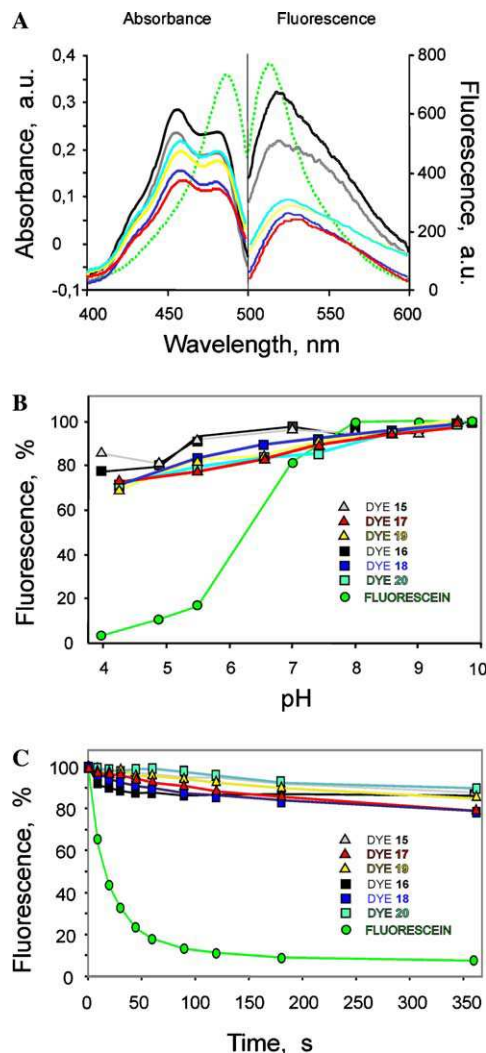 A
Absorbance
Fluorescence
0,4
0,3
0,2
0,1
0
-0,1
800
600
400
200
0
Absorbance, a.u.
Fluorescence, a.u.
400
450
500
550
600
Wavelength, nm
B
100
80
60
40
20
0
Fluorescence, %
DYE 15
DYE 17
DYE 19
DYE 16
DYE 18
DYE 20
FLUORESCEIN
4
5
6
7
8
9
10
pH
C
100
80
60
40
20
0
Fluorescence, %
DYE 15
DYE 17
DYE 19
DYE 16
DYE 18
DYE 20
FLUORESCEIN
0
50
100
150
200
250
300
350
Time, s